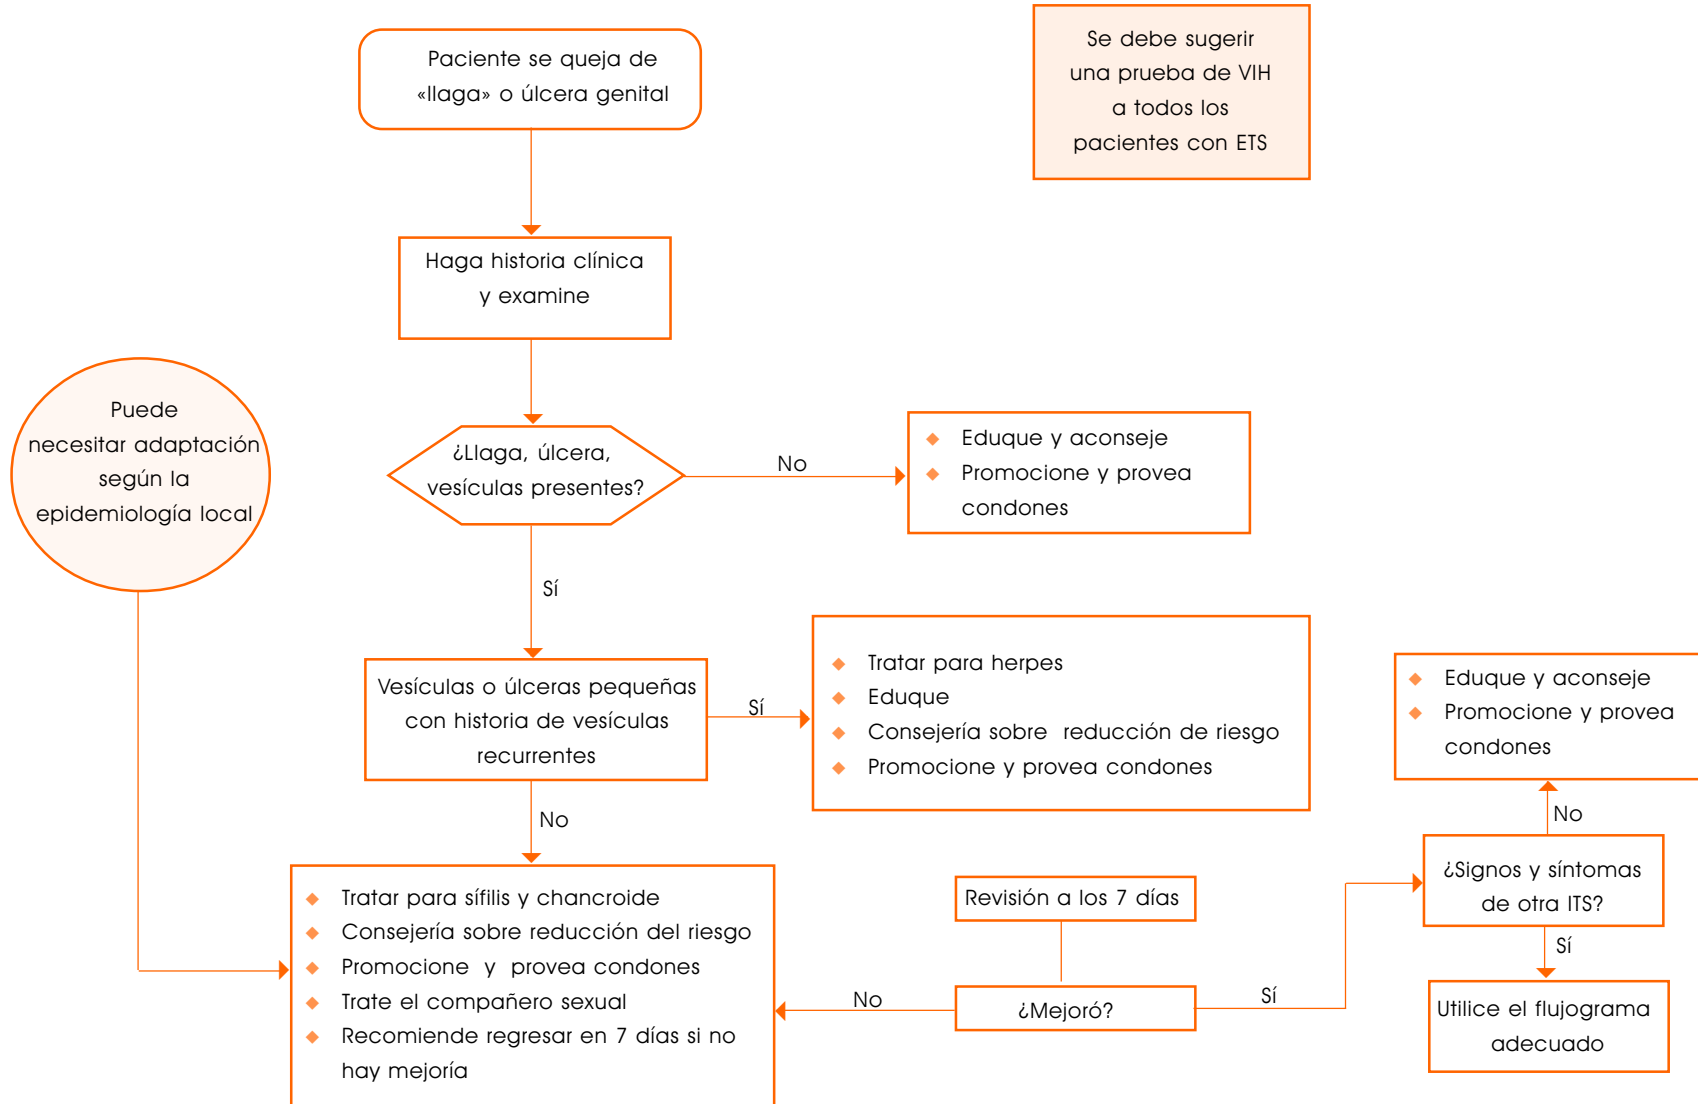 Paciente se queja de
«llaga» o úlcera genital
Se debe sugerir
una prueba de VIH
a todos los
pacientes con ETS
Haga historia clínica
y examine
Puede
necesitar adaptación
según la
epidemiología local
¿Llaga, úlcera,
vesículas presentes?
No
◆ Eduque y aconseje
◆ Promocione y provea
condones
Sí
Vesículas o úlceras pequeñas
con historia de vesículas
recurrentes
Sí
◆ Tratar para herpes
◆ Eduque
◆ Consejería sobre reducción de riesgo
◆ Promocione y provea condones
No
◆ Tratar para sífilis y chancroide
◆ Consejería sobre reducción del riesgo
◆ Promocione y provea condones
◆ Trate el compañero sexual
◆ Recomiende regresar en 7 días si no
hay mejoría
Revisión a los 7 días
¿Mejoró?
No
Sí
◆ Eduque y aconseje
◆ Promocione y provea
condones
No
¿Signos y síntomas
de otra ITS?
Sí
Utilice el flujograma
adecuado